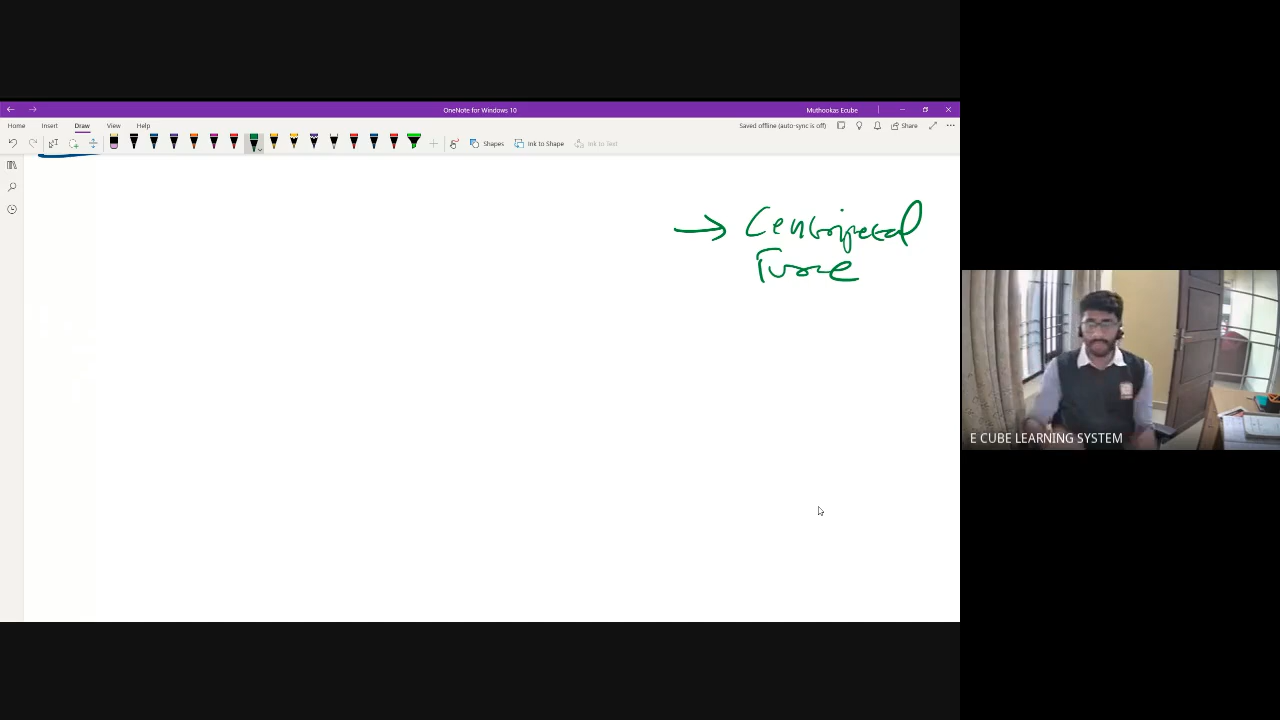 OneNote for Windows 10
Muthookas Ecube
Home Insert Draw View Help
Saved offline (auto-sync is off)
Share
Shapes
Ink to Shape
Ink to Text
→ Centripetal
Force
E CUBE LEARNING SYSTEM